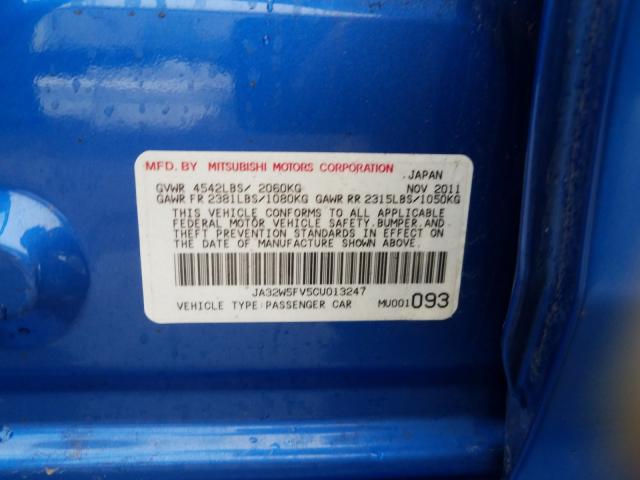 MFD. BY MITSUBISHI MOTORS CORPORATION
JAPAN
GVWR 4542LBS/ 2060KG NOV 2011
GAWR FR 2381LBS/1080KG GAWR RR 2315LBS/1050KG
THIS VEHICLE CONFORMS TO ALL APPLICABLE
FEDERAL MOTOR VEHICLE SAFETY,BUMPER,AND
THEFT PREVENTION STANDARDS IN EFFECT ON
THE DATE OF MANUFACTURE SHOWN ABOVE.
JA32W5FV5CU013247
VEHICLE TYPE:PASSENGER CAR MU001093